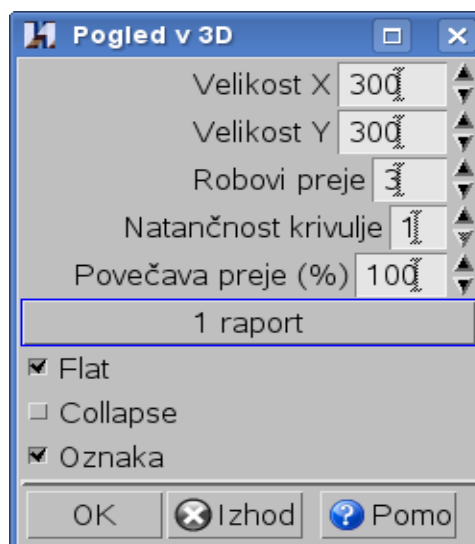 Pogled v 3D
Velikost X 300
Velikost Y 300
Robovi preje 3
Natančnost krivulje 1
Povečava preje (%) 100
1 raport
Flat
Collapse
Oznaka
OK Izhod Pomo